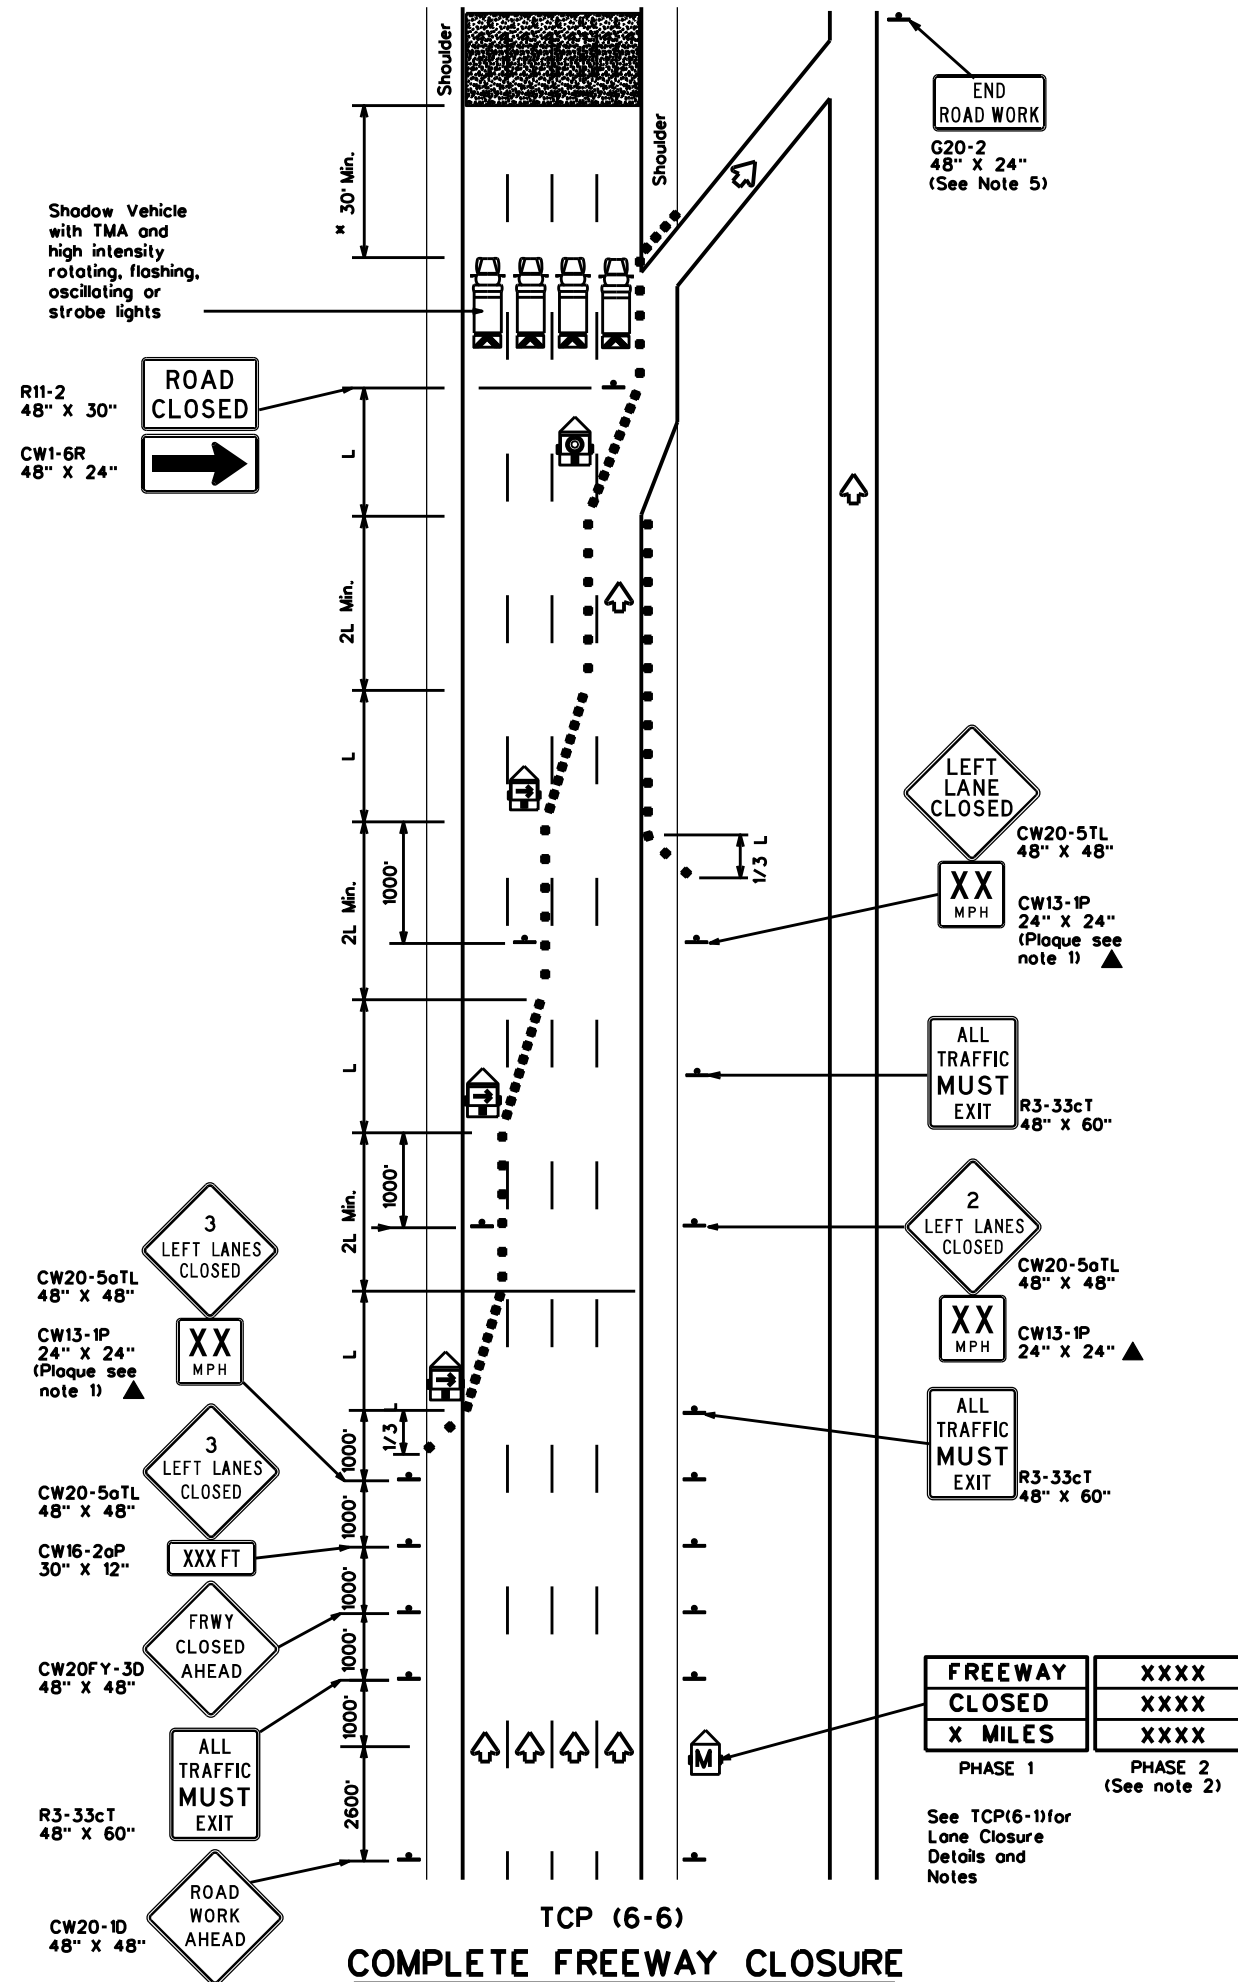 Shoulder
END
ROAD WORK
G20-2
48" X 24"
(See Note 5)
Shoulder
* 30' Min.
Shadow Vehicle
with TMA and
high intensity
rotating, flashing,
oscillating or
strobe lights
R11-2
48" X 30"
ROAD
CLOSED
CW1-6R
48" X 24"
L
2L Min.
L
LEFT
LANE
CLOSED
CW20-5TL
48" X 48"
XX
MPH
CW13-1P
24" X 24"
(Plaque see
note 1) ▲
1/3 L
1000'
2L Min.
L
ALL
TRAFFIC
MUST
EXIT
R3-33cT
48" X 60"
1000'
2L Min.
2
LEFT LANES
CLOSED
CW20-5aTL
48" X 48"
XX
MPH
CW13-1P
24" X 24" ▲
3
LEFT LANES
CLOSED
CW20-5aTL
48" X 48"
XX
MPH
CW13-1P
24" X 24"
(Plaque see
note 1) ▲
L
1/3 L
1000'
ALL
TRAFFIC
MUST
EXIT
R3-33cT
48" X 60"
3
LEFT LANES
CLOSED
CW20-5aTL
48" X 48"
CW16-2aP
30" X 12"
XXX FT
1000'
1000'
FRWY
CLOSED
AHEAD
CW20FY-3D
48" X 48"
1000'
1000'
ALL
TRAFFIC
MUST
EXIT
R3-33cT
48" X 60"
2600'
M
FREEWAY
CLOSED
X MILES
PHASE 1
XXXX
XXXX
XXXX
PHASE 2
(See note 2)
See TCP(6-1)for
Lane Closure
Details and
Notes
ROAD
WORK
AHEAD
CW20-1D
48" X 48"
TCP (6-6)
COMPLETE FREEWAY CLOSURE